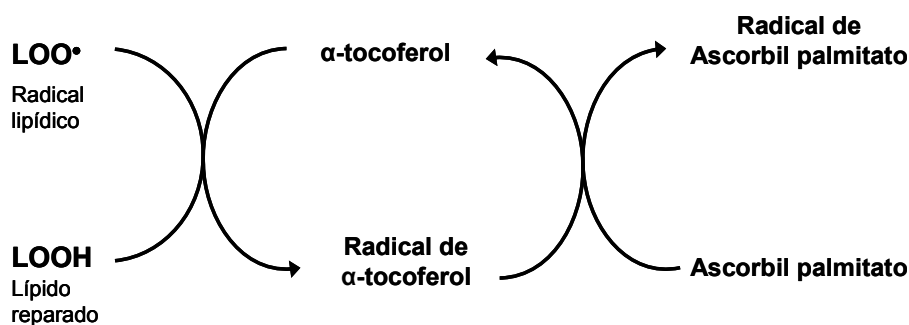 LOO•
Radical
lipídico
α-tocoferol
Radical de
Ascorbil palmitato
LOOH
Lípido
reparado
Radical de
α-tocoferol
Ascorbil palmitato